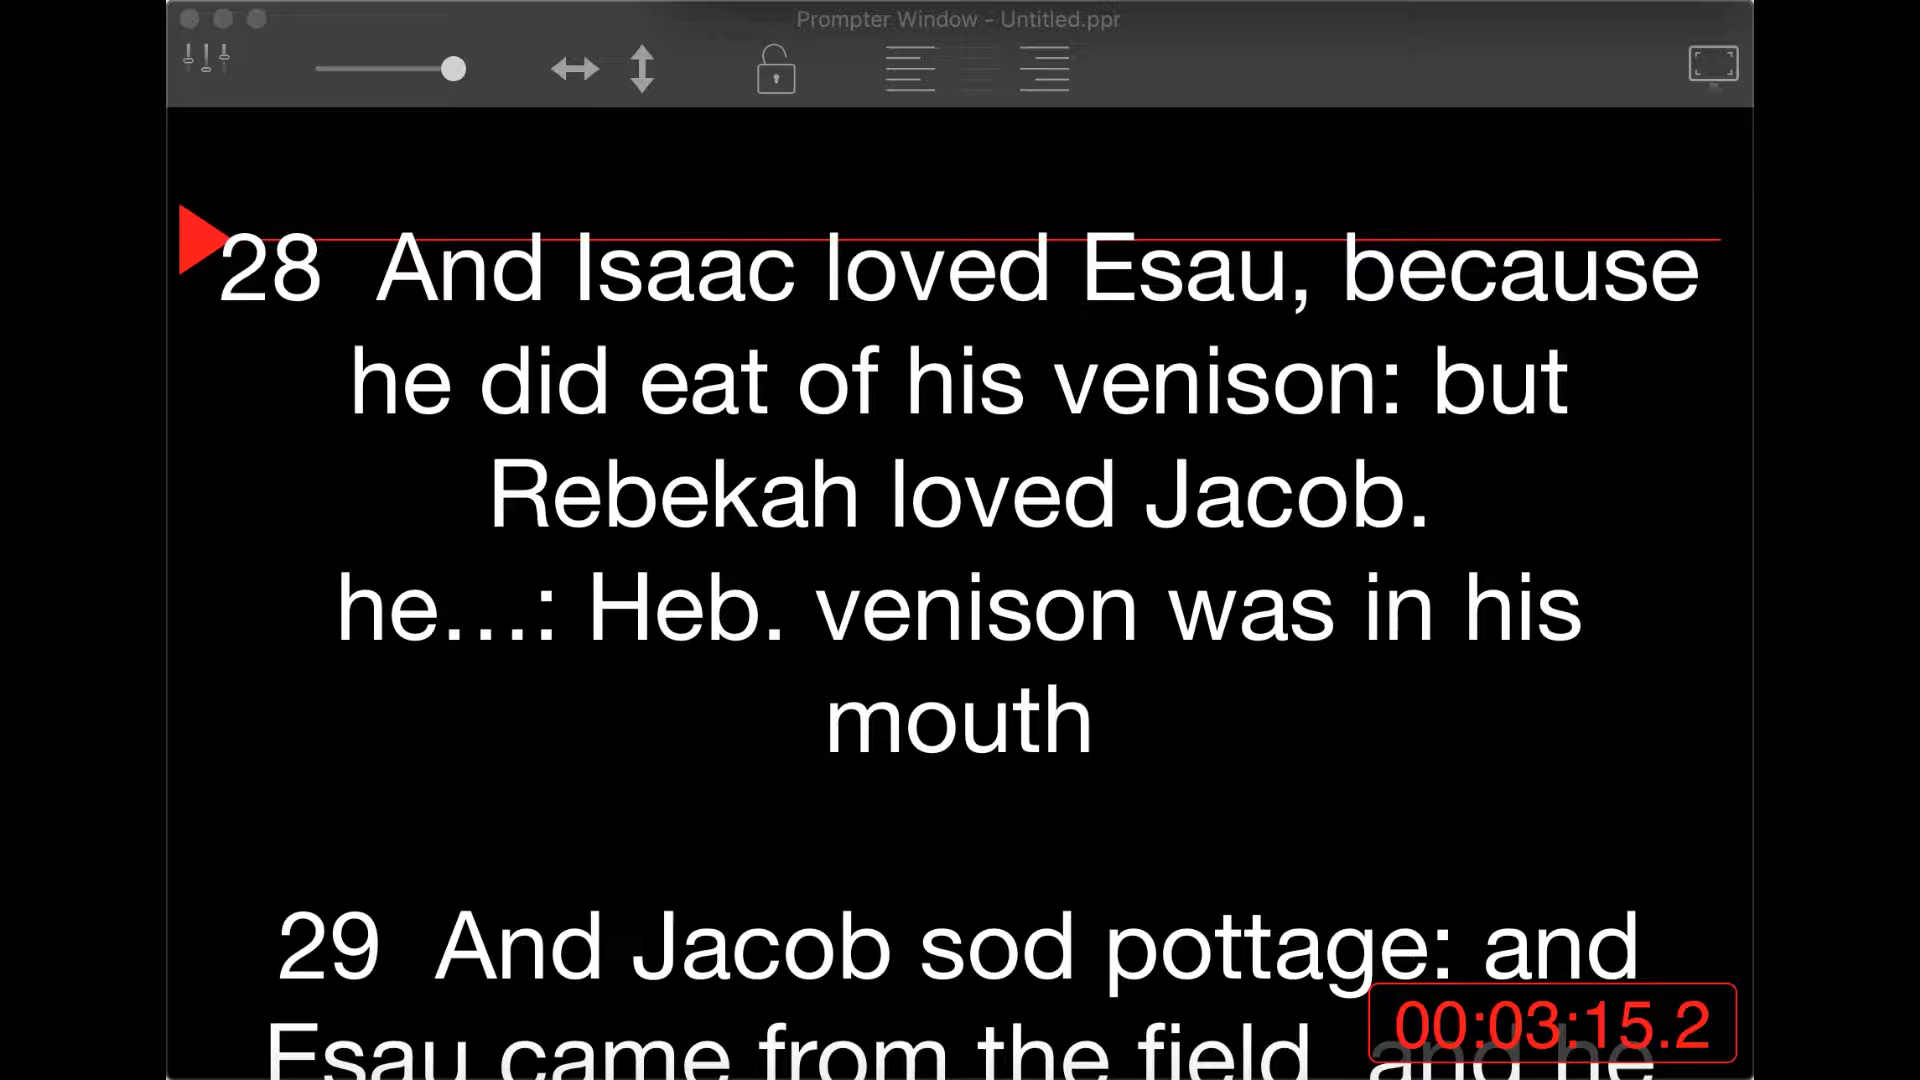 Prompter Window - Untitled.ppr
28 And Isaac loved Esau, because
he did eat of his venison: but
Rebekah loved Jacob.
he…: Heb. venison was in his
mouth
29 And Jacob sod pottage: and
Esau came from the field, and he
00:03:15.2